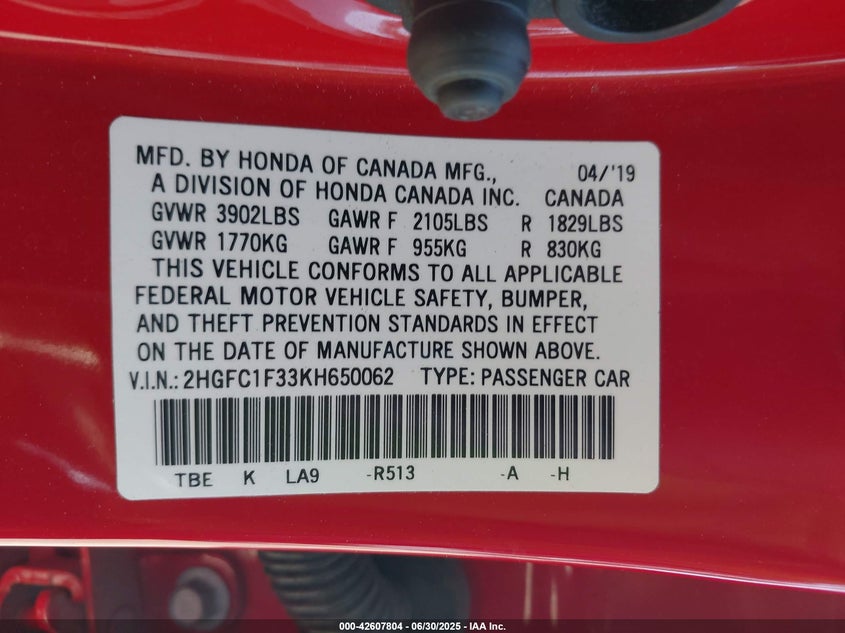 MFD. BY HONDA OF CANADA MFG., 04/'19
A DIVISION OF HONDA CANADA INC. CANADA
GVWR 3902LBS GAWR F 2105LBS R 1829LBS
GVWR 1770KG GAWR F 955KG R 830KG
THIS VEHICLE CONFORMS TO ALL APPLICABLE
FEDERAL MOTOR VEHICLE SAFETY, BUMPER,
AND THEFT PREVENTION STANDARDS IN EFFECT
ON THE DATE OF MANUFACTURE SHOWN ABOVE.
V.I.N.: 2HGFC1F33KH650062 TYPE: PASSENGER CAR
TBE K LA9 -R513 -A -H
000-42607804 | 06/30/2025 - IAA Inc.